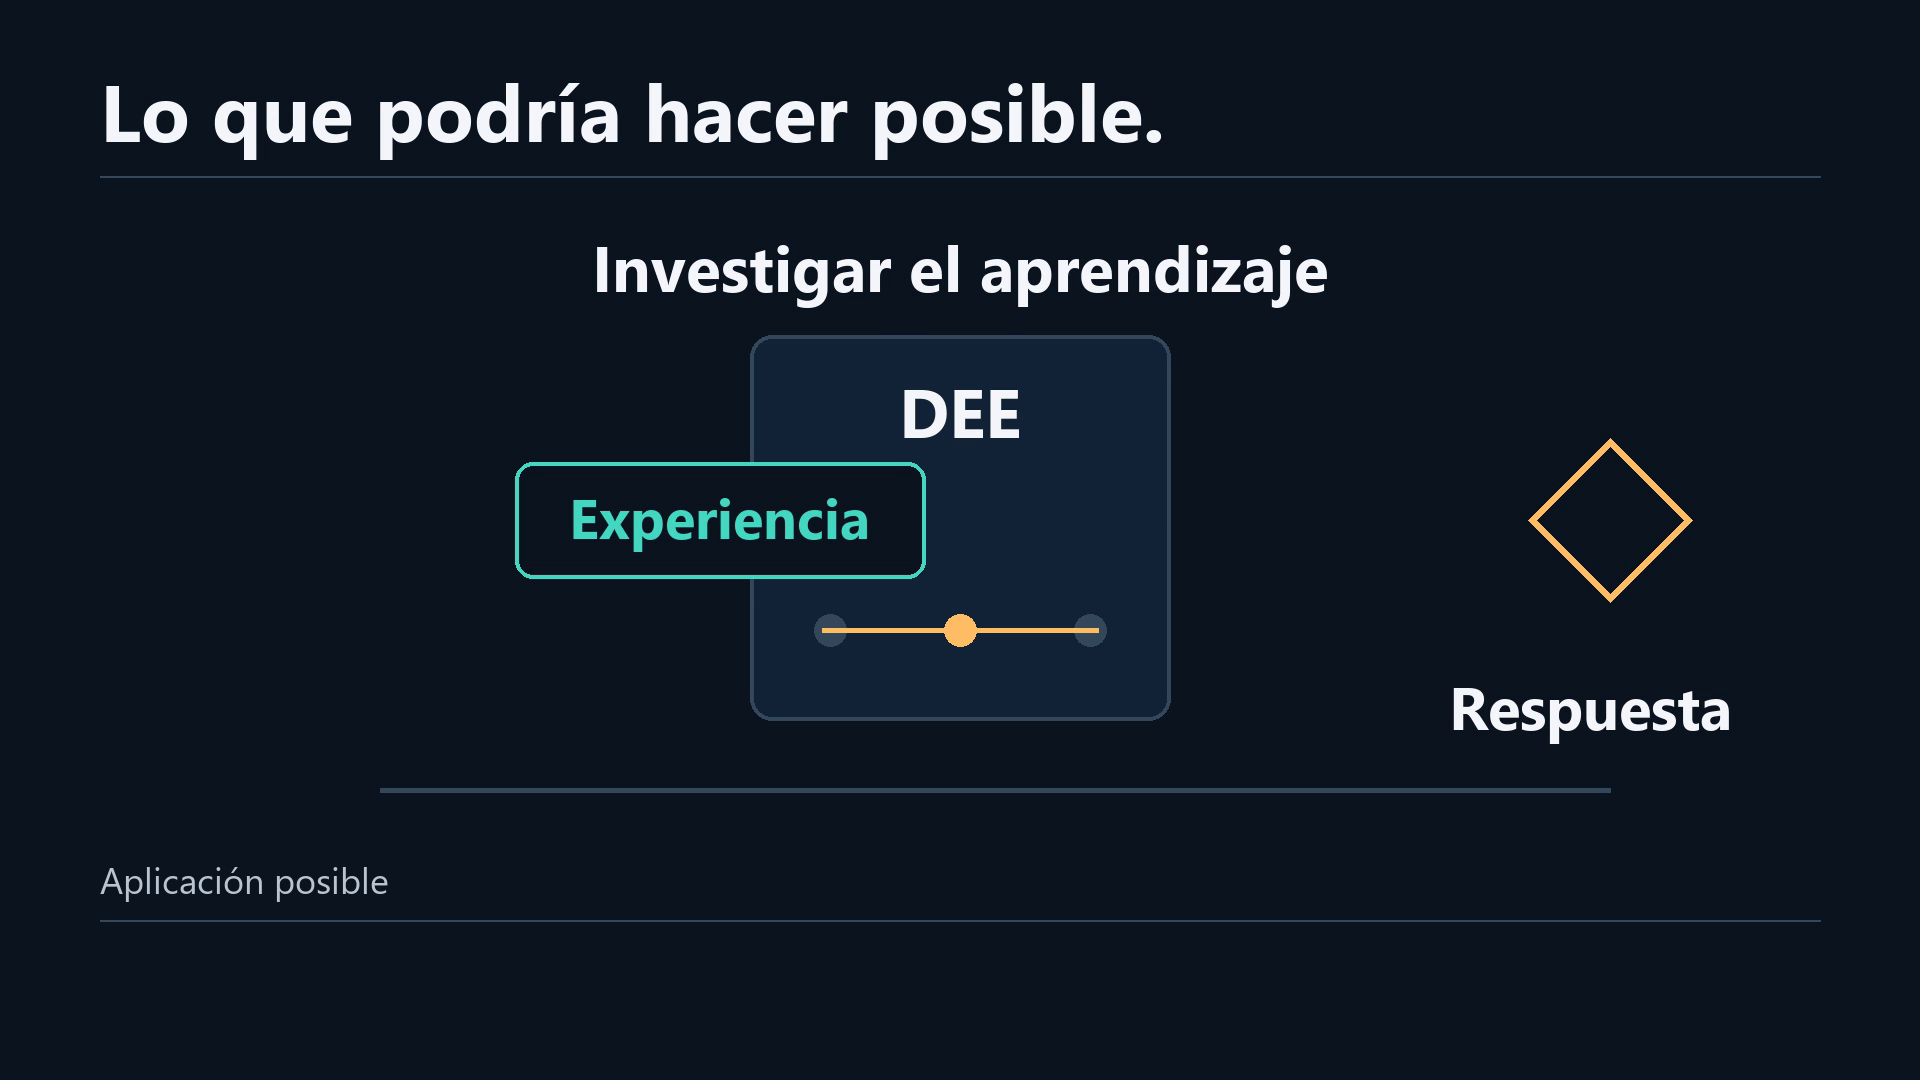 Lo que podría hacer posible.
Investigar el aprendizaje
DEE
Experiencia
Respuesta
Aplicación posible